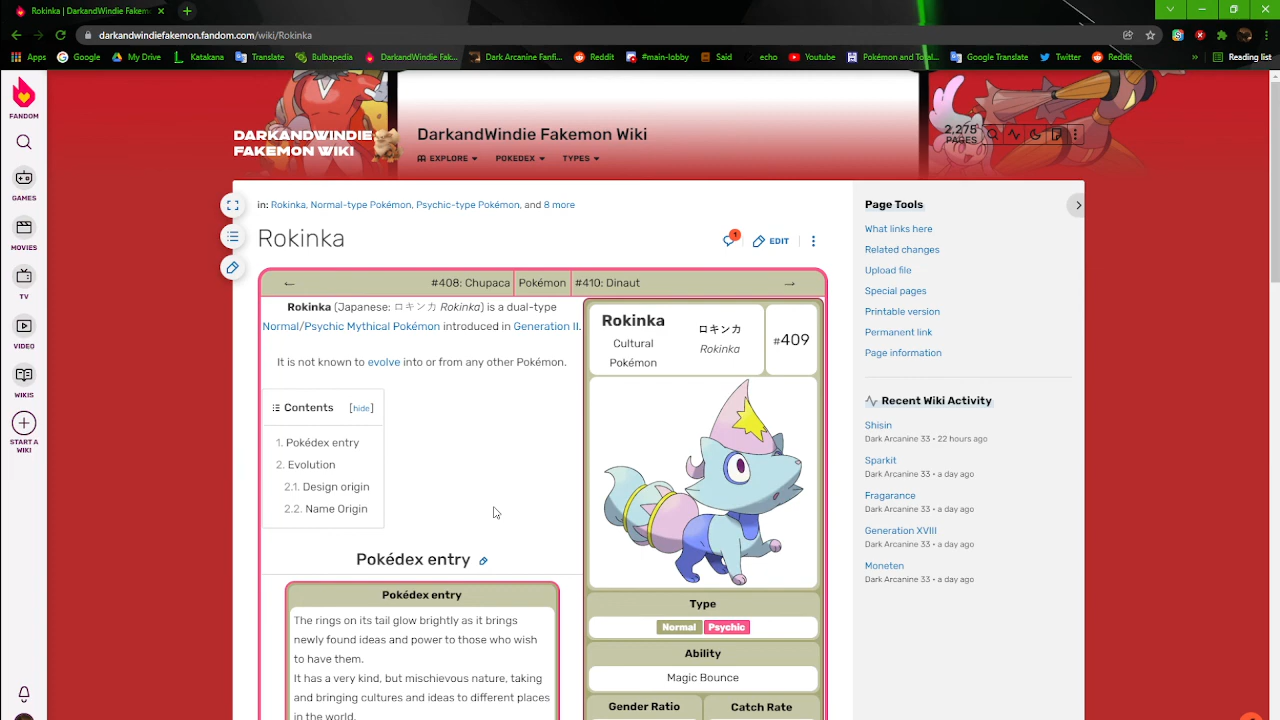 Rokinka | DarkandWindie Fakem
darkandwindiefakemon.fandom.com/wiki/Rokinka
Apps Google My Drive Katakana Translate Bulbapedia DarkandWindie Fak... Dark Arcanine Fanfi... Reddit #main-lobby Said echo YouTube Pokémon and Total... Google Translate Twitter Reddit » Reading list
FANDOM
GAMES
MOVIES
TV
VIDEO
WIKIS
START A
WIKI
DARKANDWINDIE
FAKEMON WIKI
DarkandWindie Fakemon Wiki
2,275
PAGES
EXPLORE POKEDEX TYPES
in: Rokinka, Normal-type Pokémon, Psychic-type Pokémon, and 8 more
Rokinka
1
EDIT
← #408: Chupaca Pokémon #410: Dinaut →
Rokinka (Japanese: ロキンカ Rokinka) is a dual-type
Normal/Psychic Mythical Pokémon introduced in Generation II.
It is not known to evolve into or from any other Pokémon.
Contents [hide]
1. Pokédex entry
2. Evolution
2.1. Design origin
2.2. Name Origin
Pokédex entry
Pokédex entry
The rings on its tail glow brightly as it brings
newly found ideas and power to those who wish
to have them.
It has a very kind, but mischievous nature, taking
and bringing cultures and ideas to different places
in the world.
Rokinka
Cultural
Pokémon
ロキンカ
Rokinka
#409
Type
Normal Psychic
Ability
Magic Bounce
Gender Ratio Catch Rate
Page Tools
What links here
Related changes
Upload file
Special pages
Printable version
Permanent link
Page information
Recent Wiki Activity
Shisin
Dark Arcanine 33 • 22 hours ago
Sparkit
Dark Arcanine 33 • a day ago
Fragarance
Dark Arcanine 33 • a day ago
Generation XVIII
Dark Arcanine 33 • a day ago
Moneten
Dark Arcanine 33 • a day ago